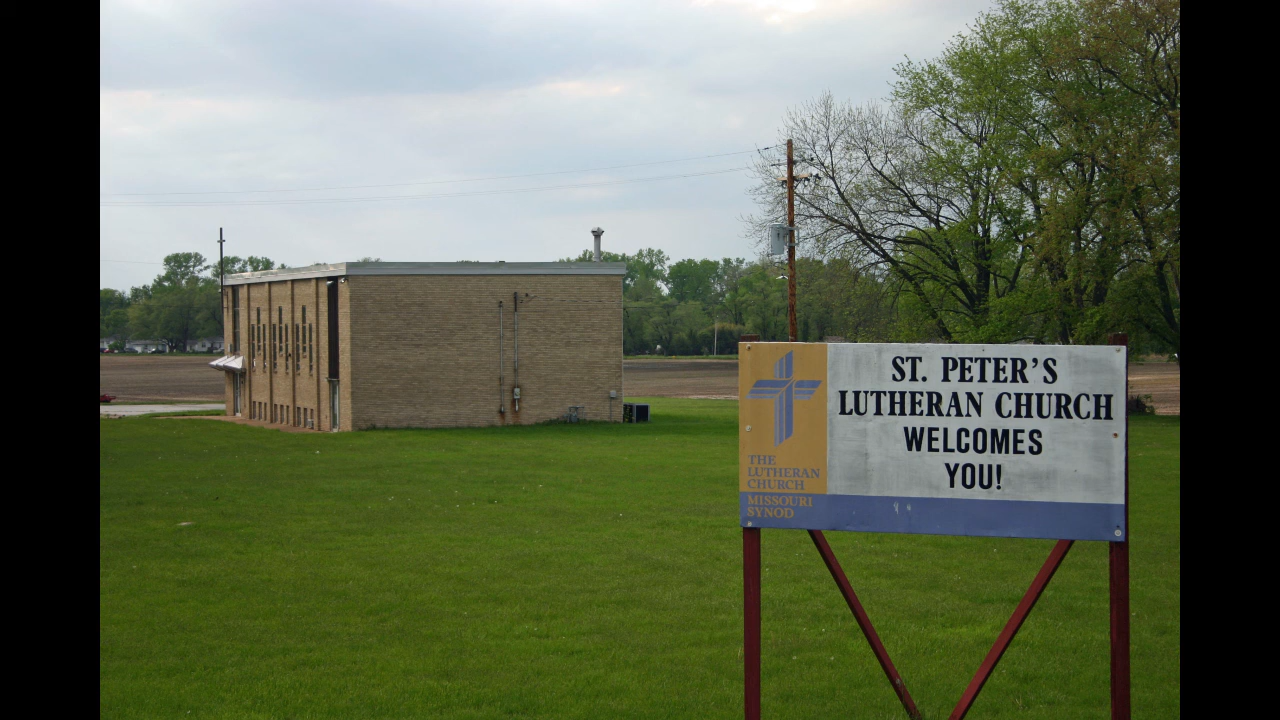 ST. PETER'S
LUTHERAN CHURCH
WELCOMES
YOU!
THE
LUTHERAN
CHURCH
MISSOURI
SYNOD